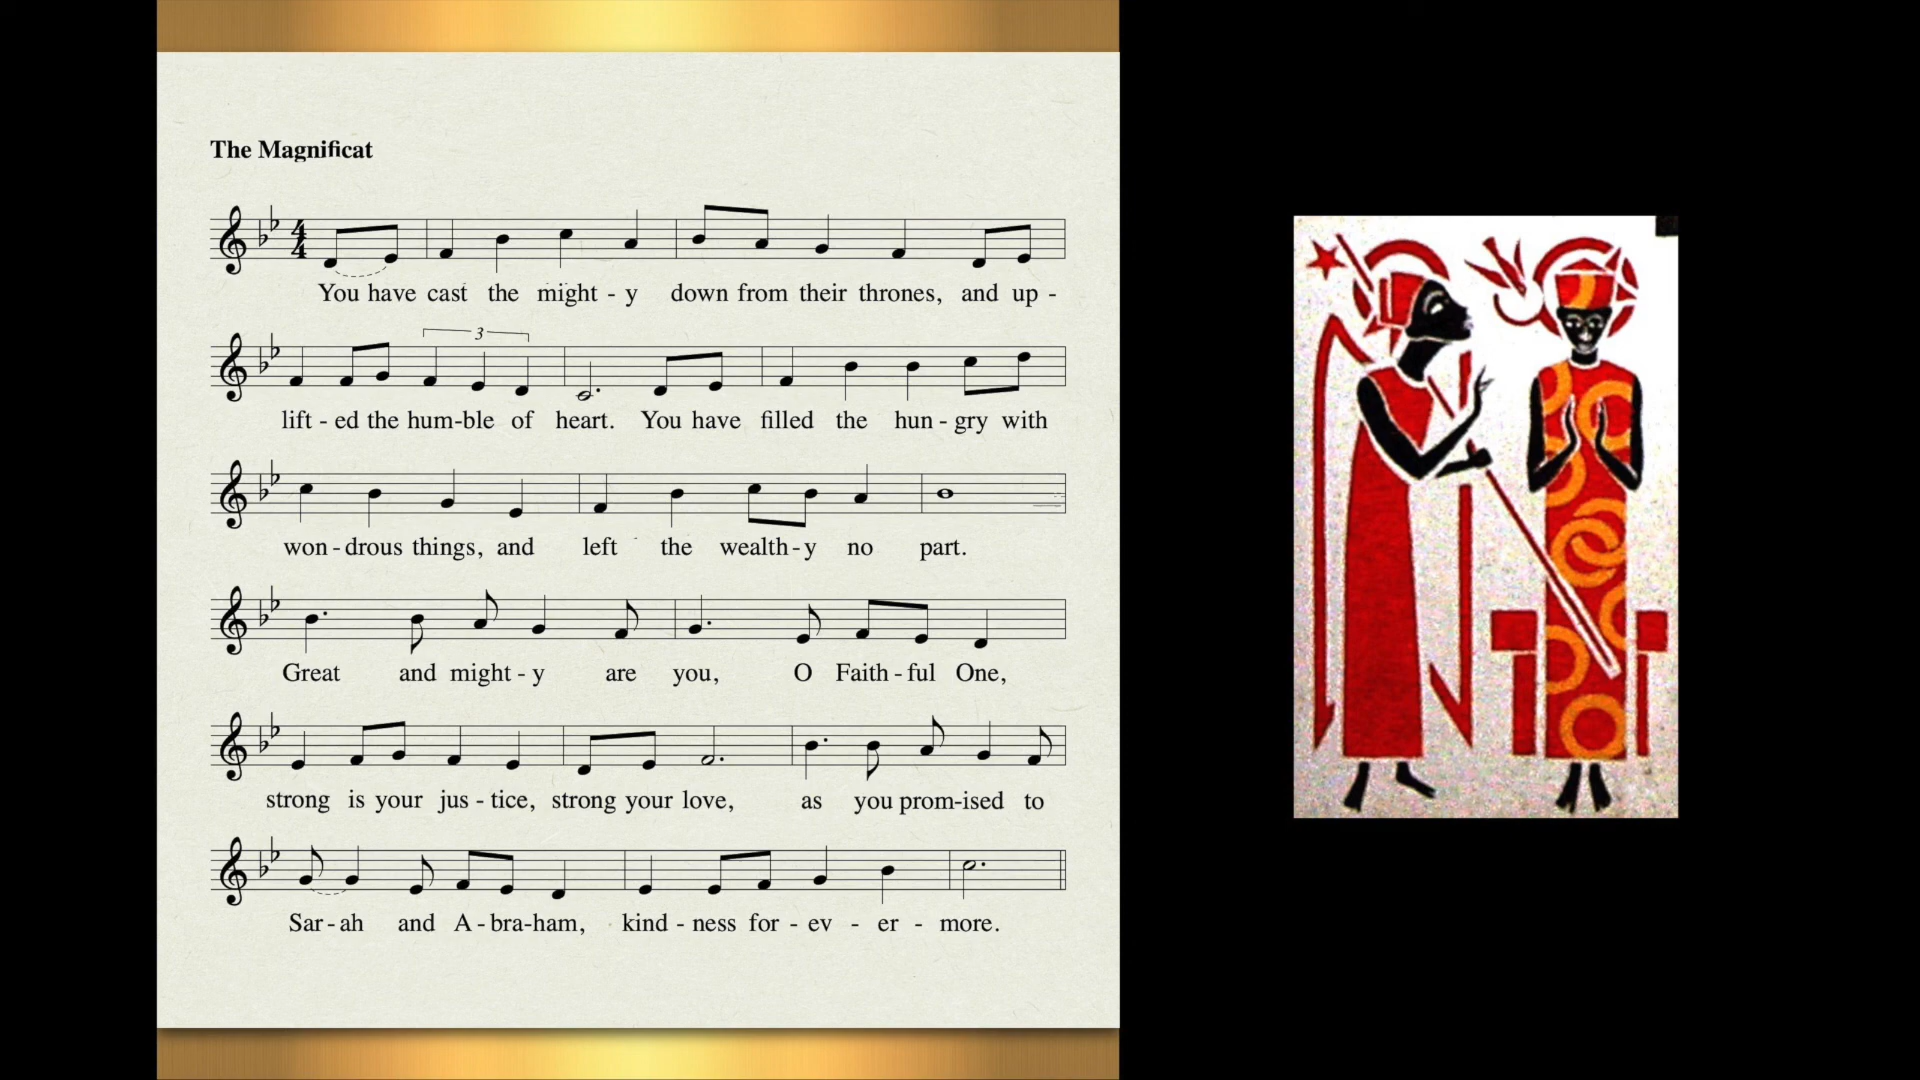 The Magnificat
4
4
You have cast the might - y down from their thrones, and up -
3
lift - ed the hum-ble of heart. You have filled the hun - gry with
won - drous things, and left the wealth - y no part.
Great and might - y are you, O Faith - ful One,
strong is your jus - tice, strong your love, as you prom-ised to
Sar - ah and A - bra-ham, kind - ness for - ev - er - more.